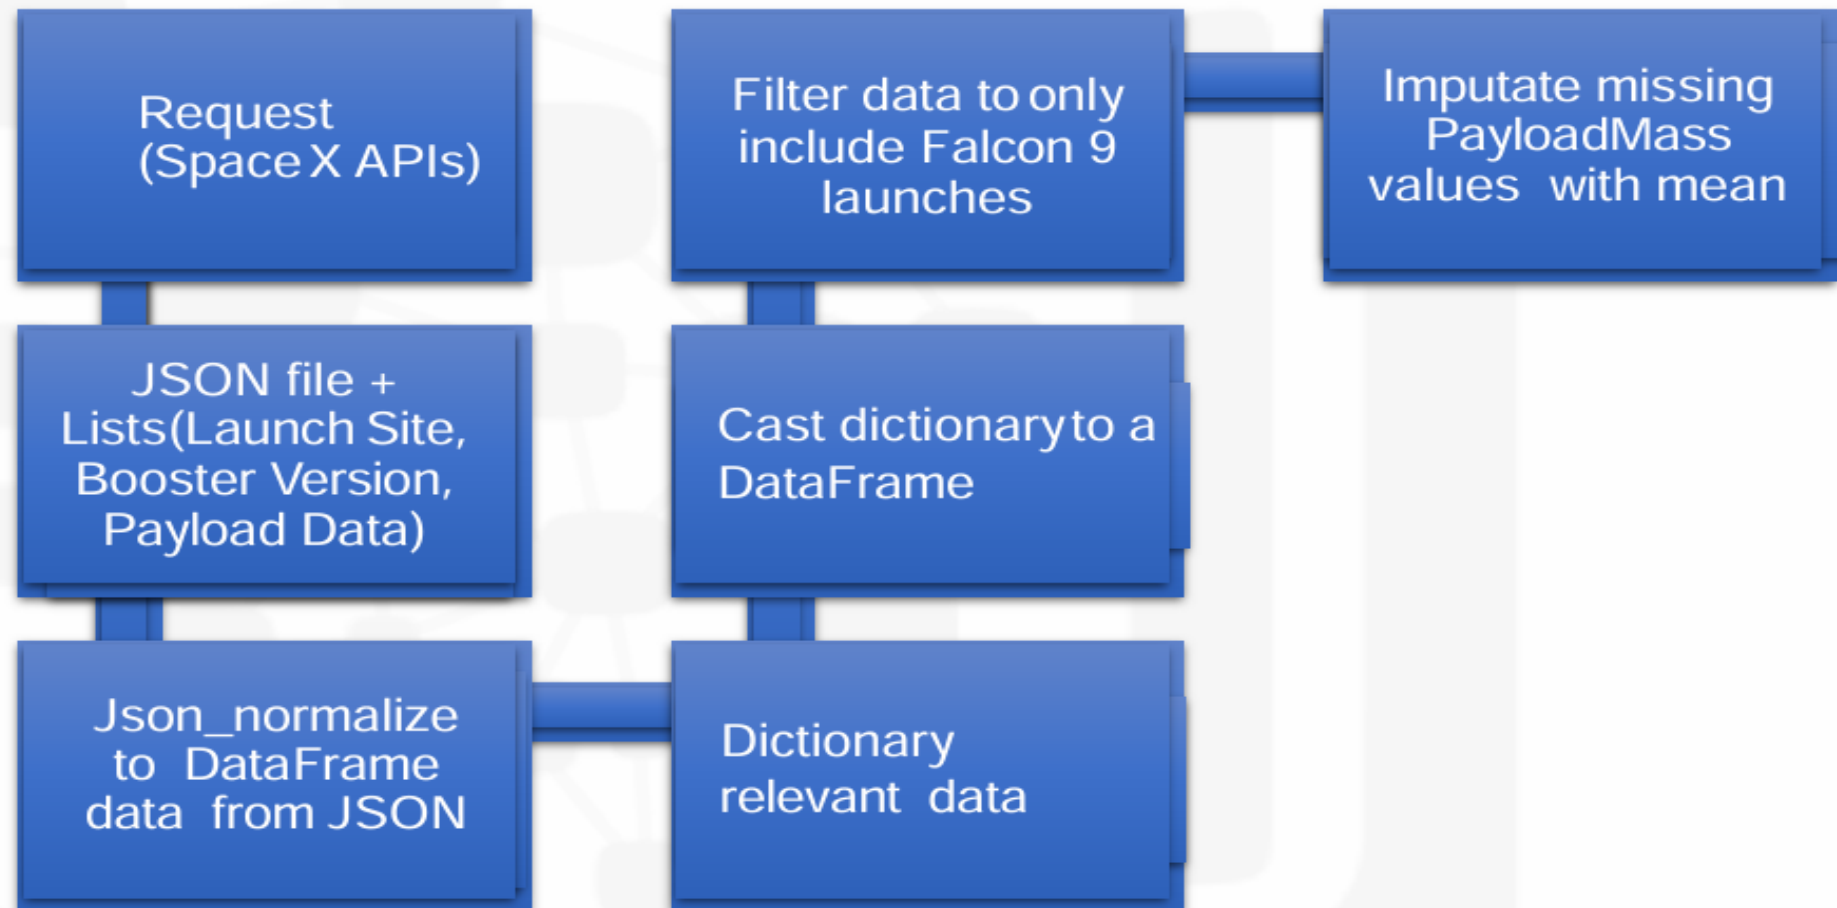 Request
(Space X APIs)
JSON file +
Lists(Launch Site,
Booster Version,
Payload Data)
Json_normalize
to DataFrame
data from JSON
Dictionary
relevant data
Cast dictionary to a
DataFrame
Filter data to only
include Falcon 9
launches
Imputate missing
PayloadMass
values with mean